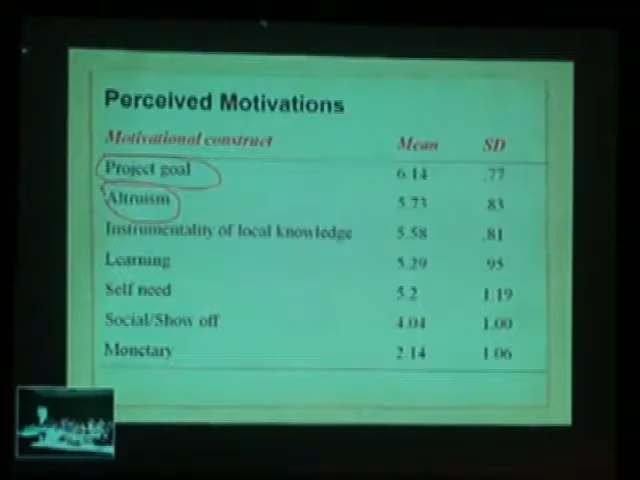 Perceived Motivations
Motivational construct Mean SD
Project goal 6.14 .77
Altruism 5.73 .83
Instrumentality of local knowledge 5.58 .81
Learning 5.29 .95
Self need 5.2 1.19
Social/Show off 4.04 1.00
Monetary 2.14 1.06